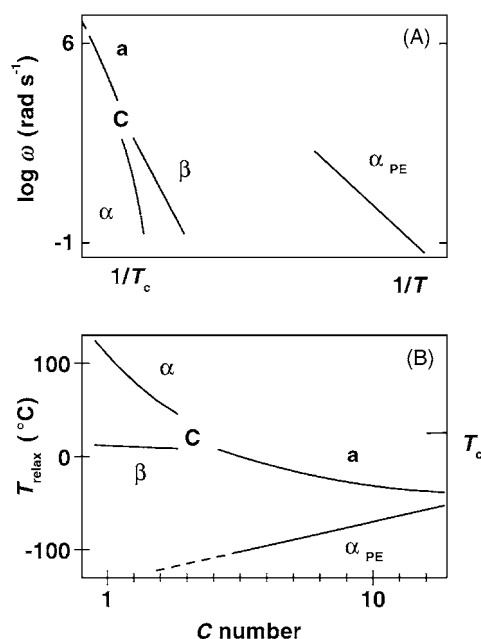 (A)
6
a
log ω (rad s⁻¹)
C
β
α
α PE
-1
1/Tc
1/T
(B)
100
α
C
Trelax (°C)
0
β
a
Tc
-100
α PE
1
10
C number